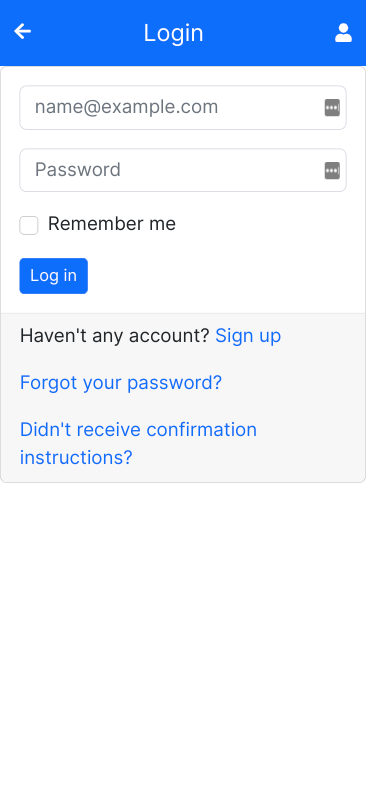 Login
name@example.com
Password
Remember me
Log in
Haven't any account? Sign up
Forgot your password?
Didn't receive confirmation
instructions?